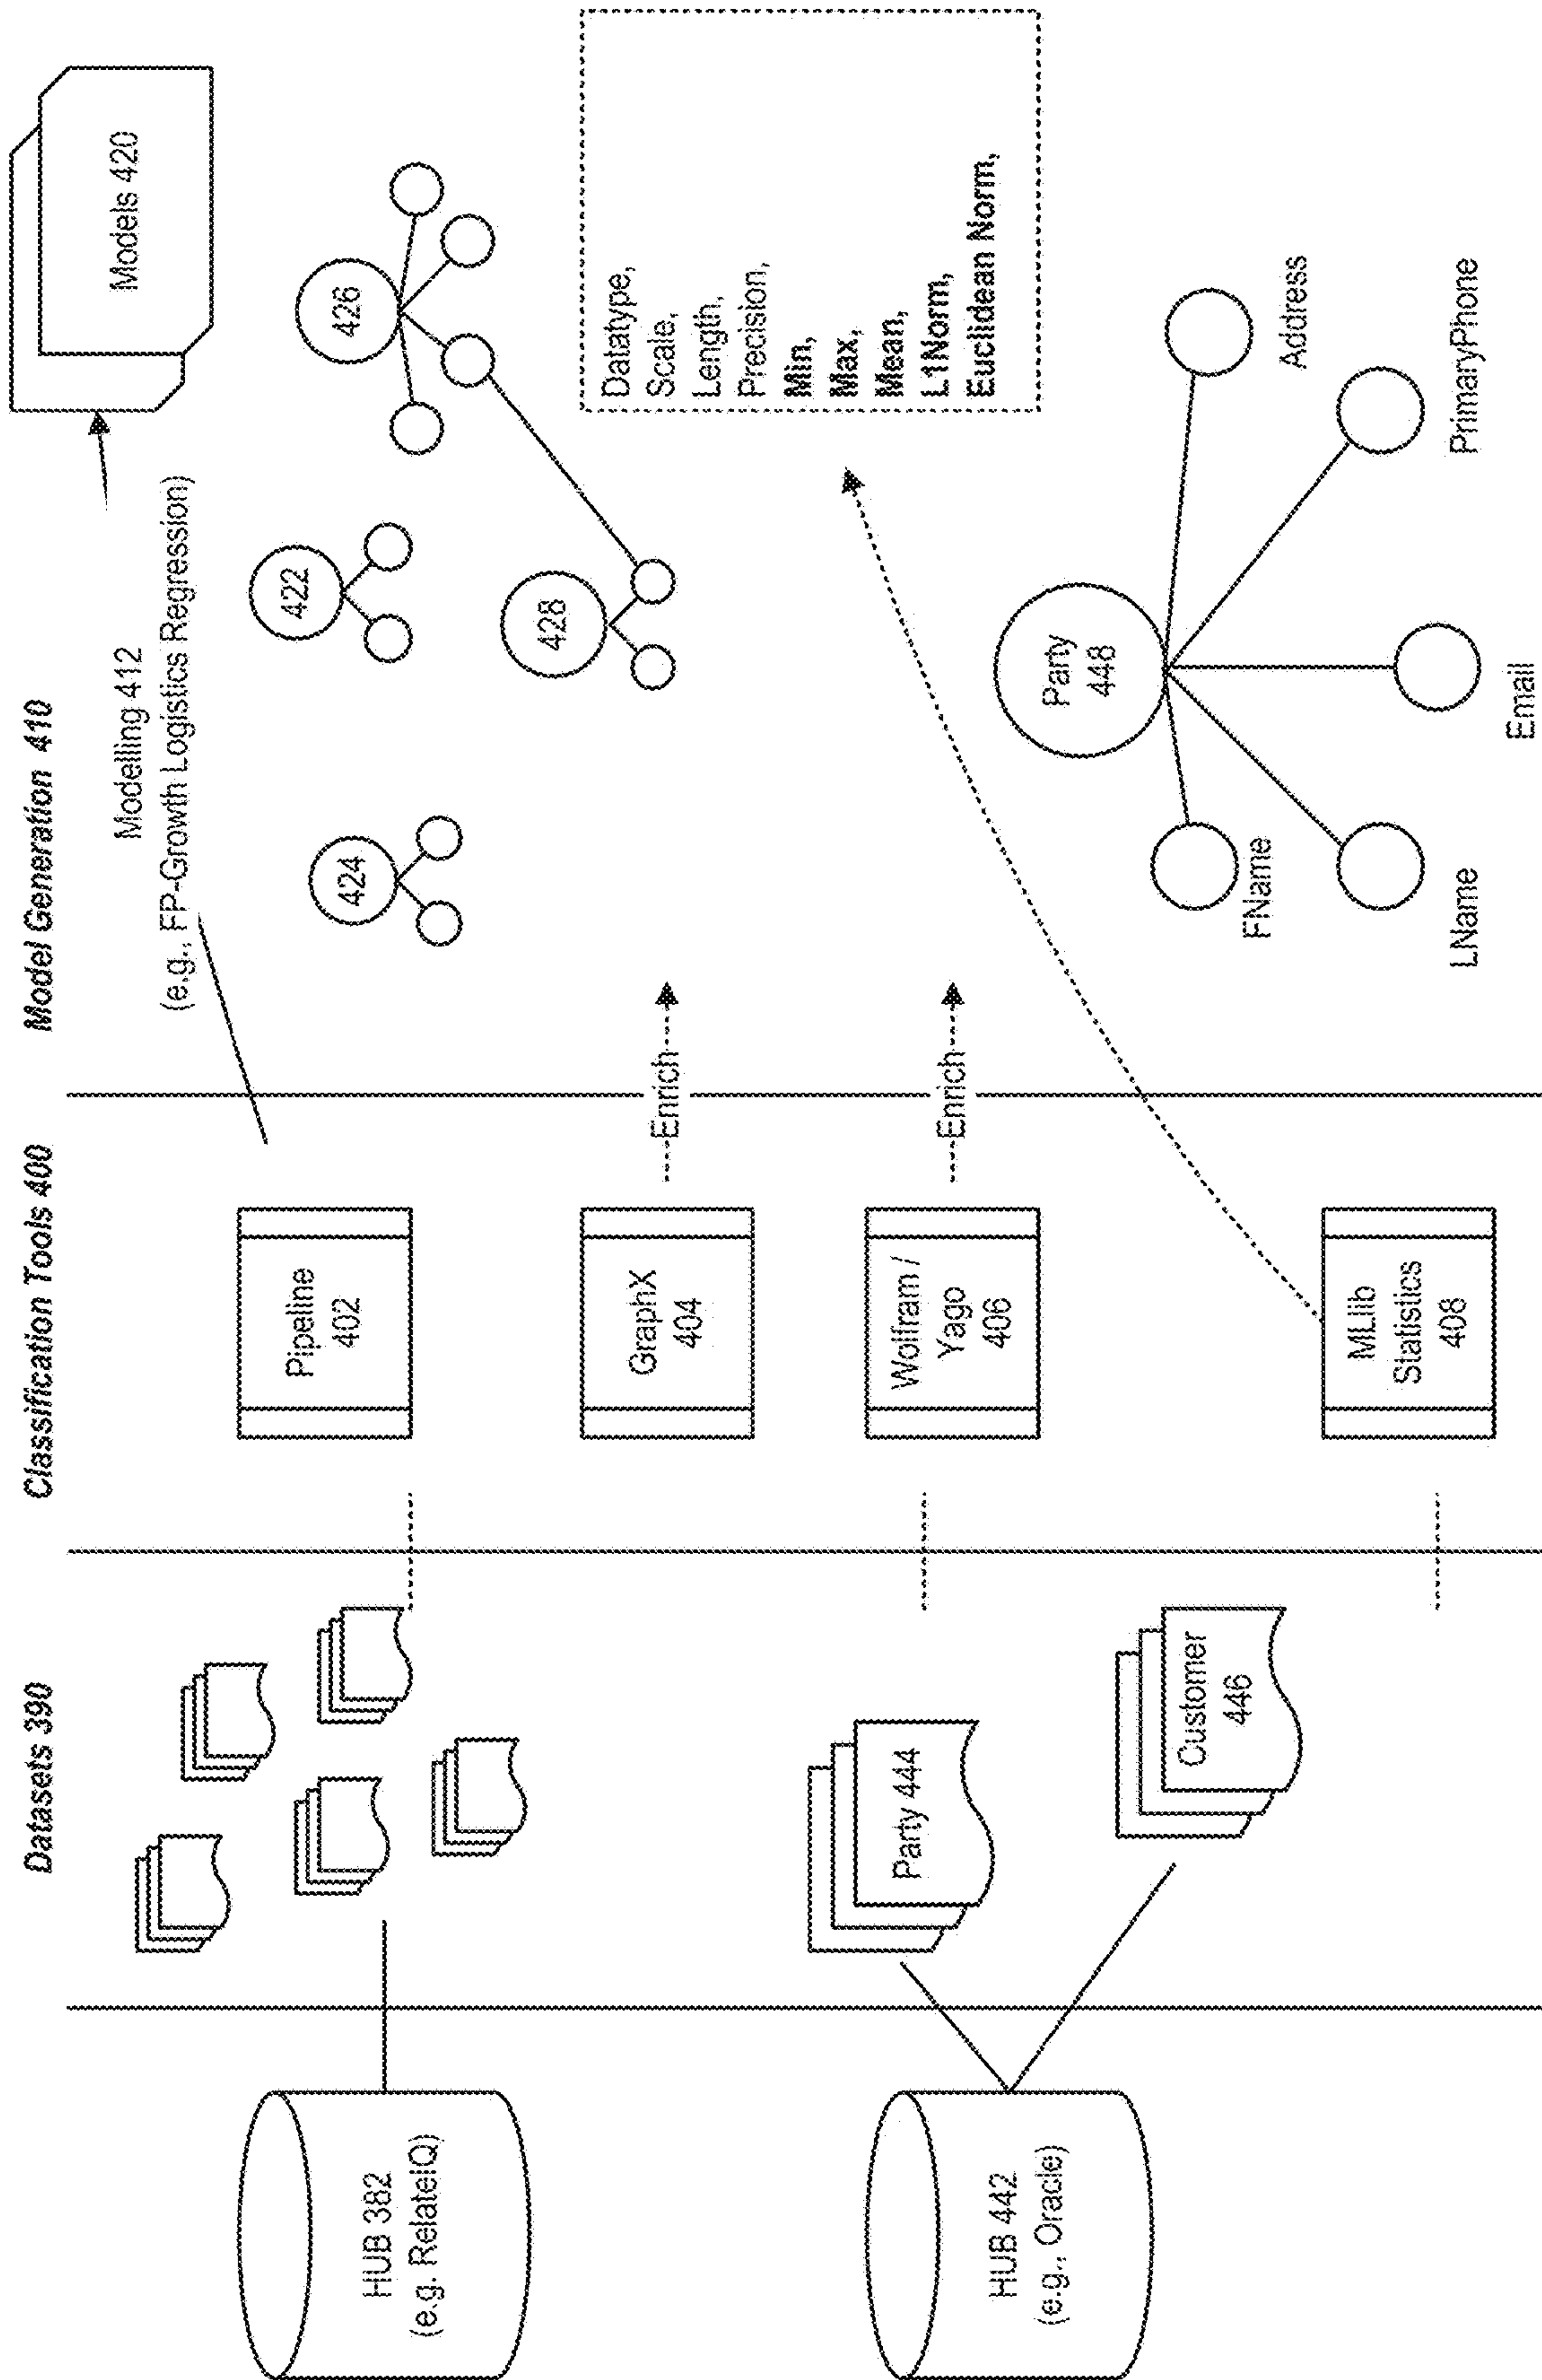 Datasets 390
Classification Tools 400
Model Generation 410
HUB 382
(e.g. RelateIQ)
HUB 442
(e.g., Oracle)
Party 444
Customer
446
Pipeline
402
GraphX
404
Wolfram /
Yago
406
MLlib
Statistics
408
Enrich
Enrich
Modelling 412
(e.g., FP-Growth Logistics Regression)
Models 420
424
422
426
428
Datatype,
Scale,
Length,
Precision,
Min,
Max,
Mean,
L1Norm,
Euclidean Norm,
Party
448
FName
LName
Email
PrimaryPhone
Address